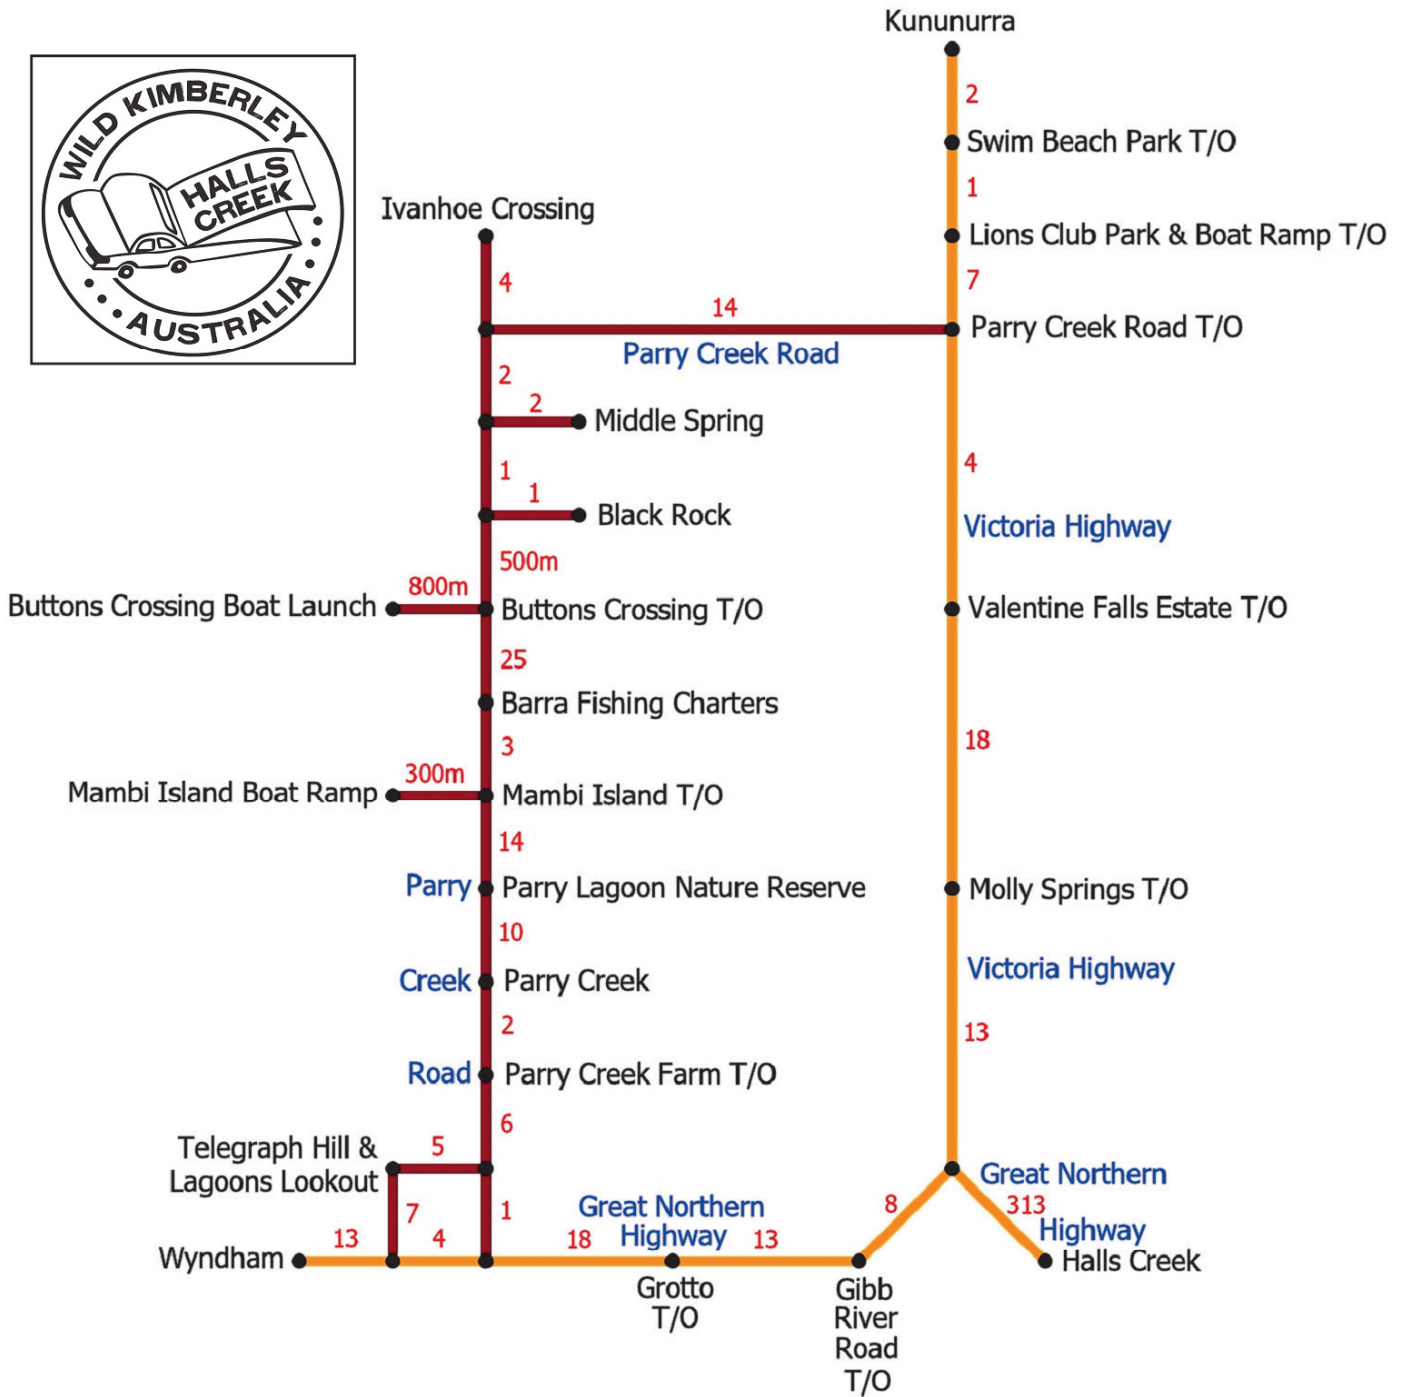 Kununurra
WILD KIMBERLEY
HALLS
CREEK
AUSTRALIA
2
Swim Beach Park T/O
1
Ivanhoe Crossing
Lions Club Park & Boat Ramp T/O
4
7
14
Parry Creek Road T/O
Parry Creek Road
2
2
Middle Spring
4
1
1
Black Rock
Victoria Highway
500m
800m
Buttons Crossing Boat Launch
Buttons Crossing T/O
Valentine Falls Estate T/O
25
Barra Fishing Charters
3
18
300m
Mambi Island Boat Ramp
Mambi Island T/O
14
Parry
Parry Lagoon Nature Reserve
Molly Springs T/O
10
Victoria Highway
Creek
Parry Creek
2
13
Road
Parry Creek Farm T/O
6
Telegraph Hill &
Lagoons Lookout
5
7
1
Great Northern
Highway
8
Great Northern
313
Highway
Wyndham
13
4
18
13
Halls Creek
Grotto
T/O
Gibb
River
Road
T/O